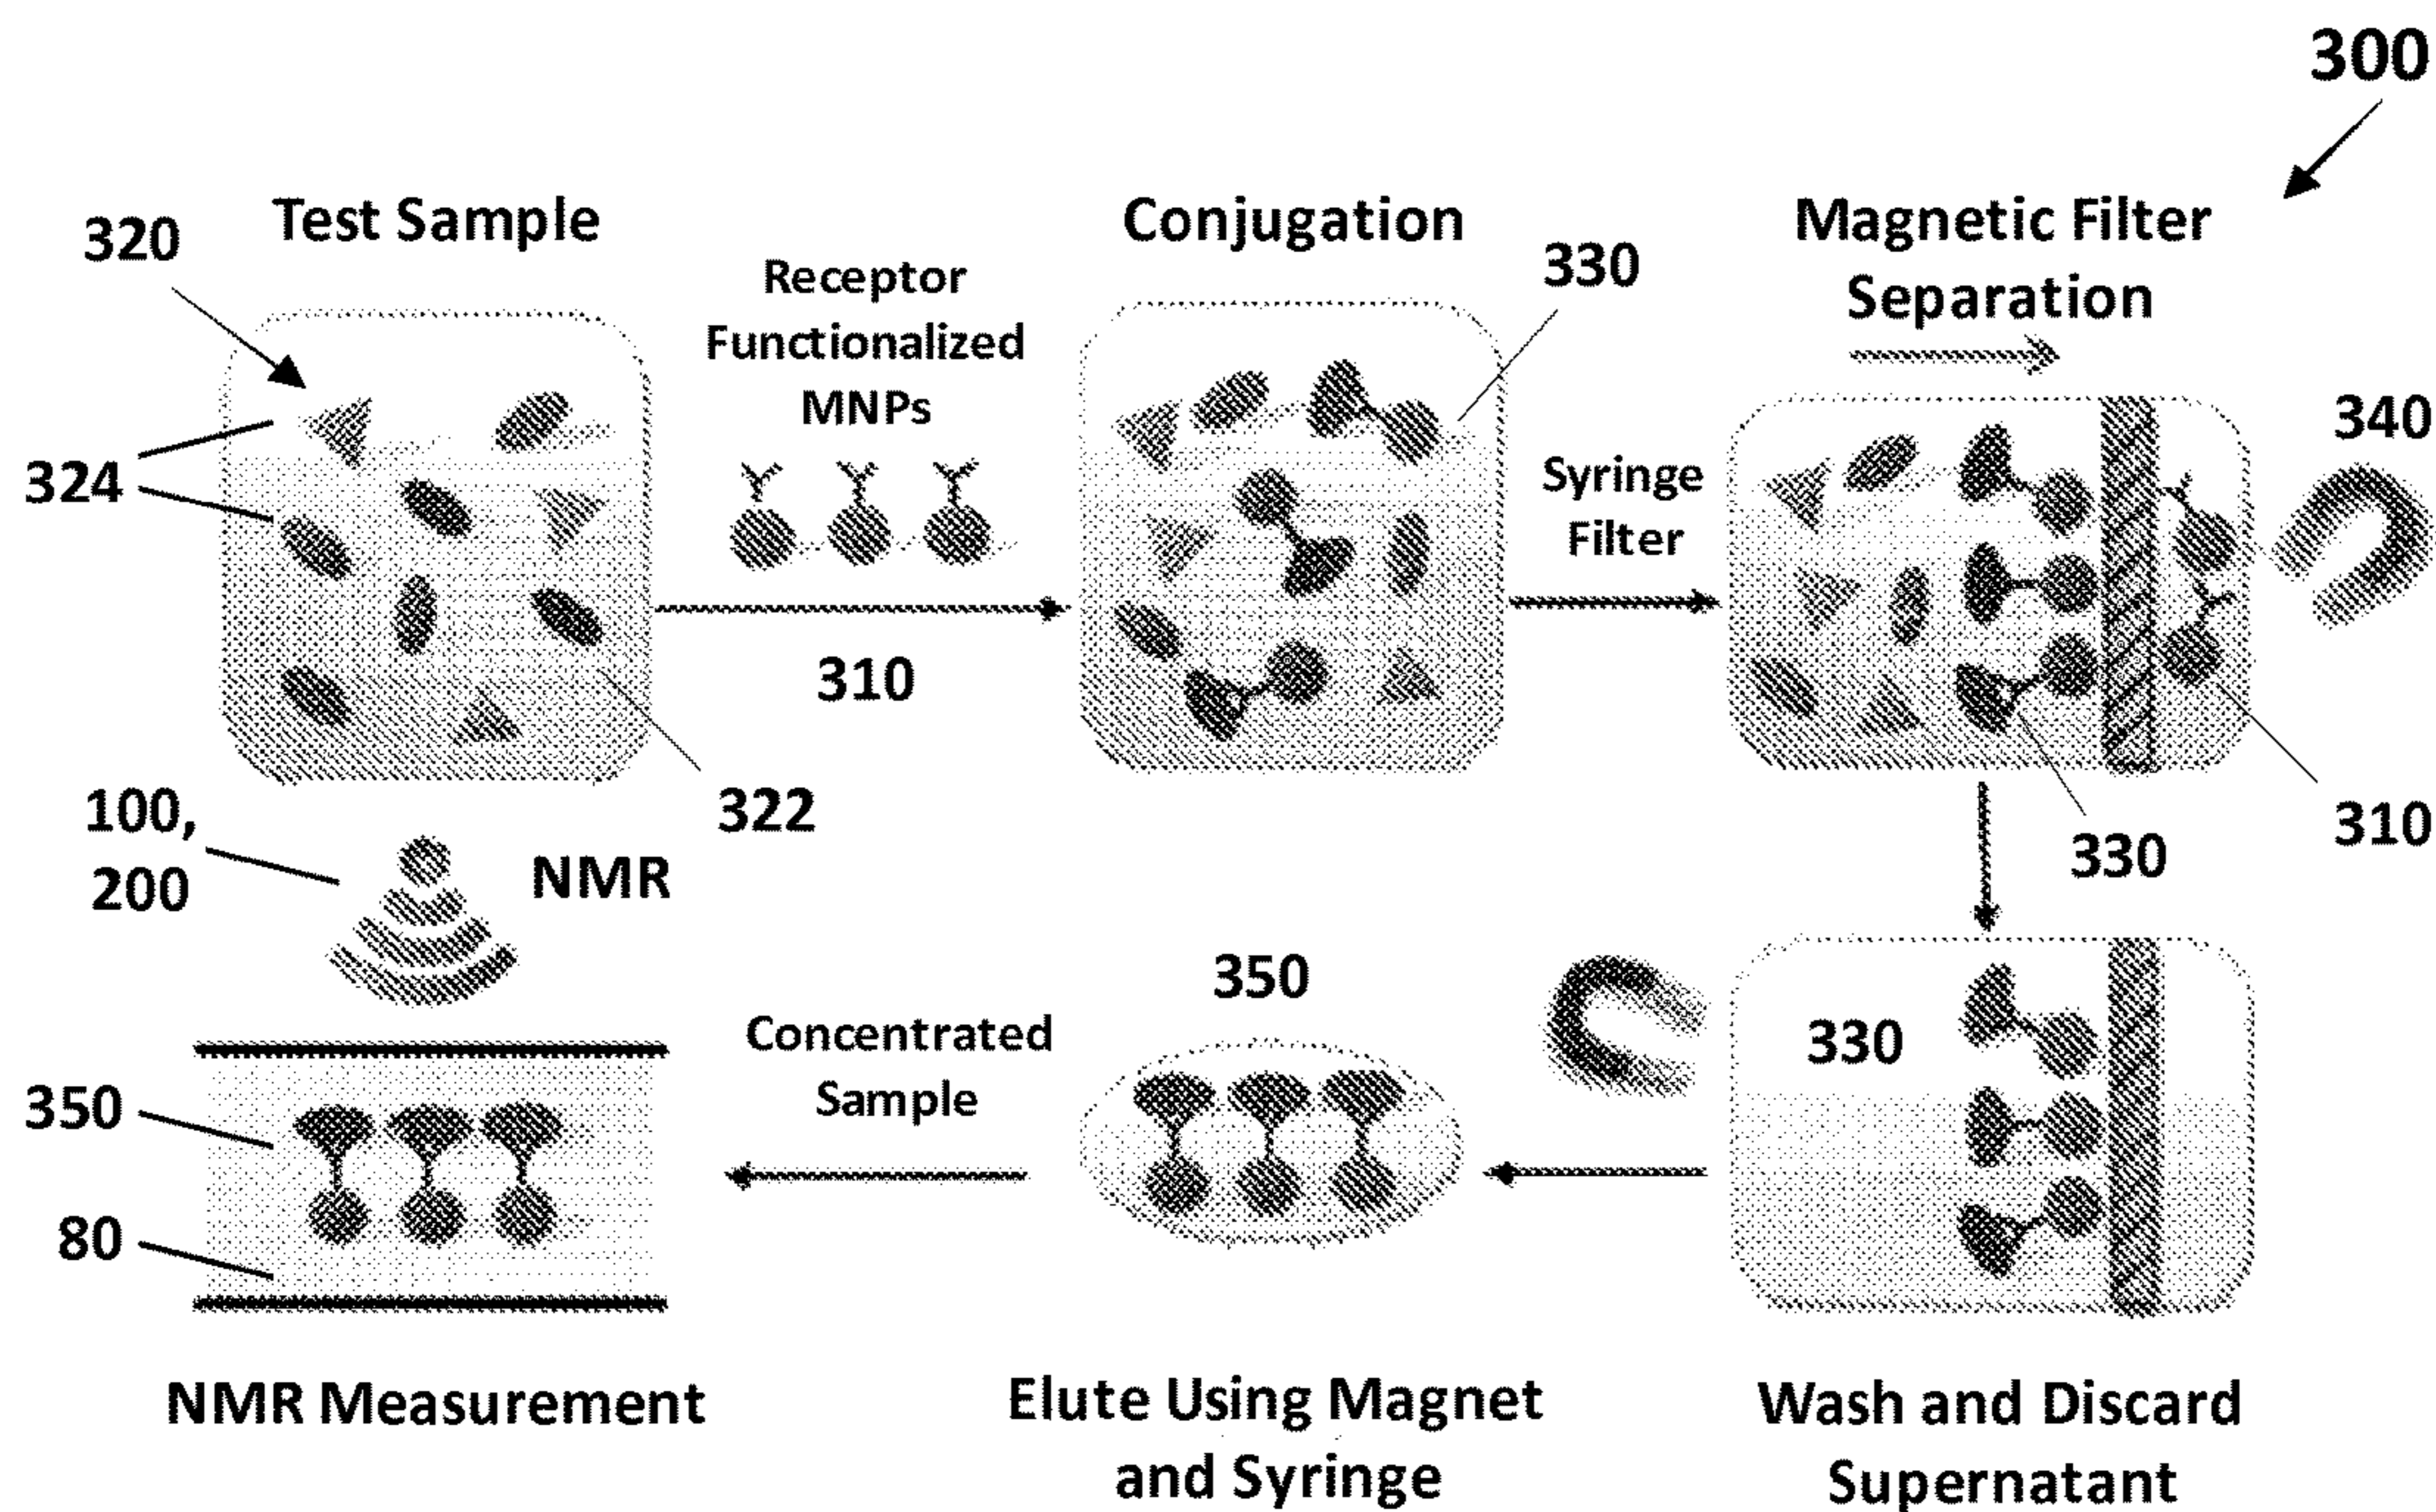 300
Test Sample
320
324
322
Receptor
Functionalized
MNPs
310
Conjugation
330
Syringe
Filter
Magnetic Filter
Separation
340
310
330
100,
200
NMR
350
80
NMR Measurement
Concentrated
Sample
350
Elute Using Magnet
and Syringe
330
Wash and Discard
Supernatant